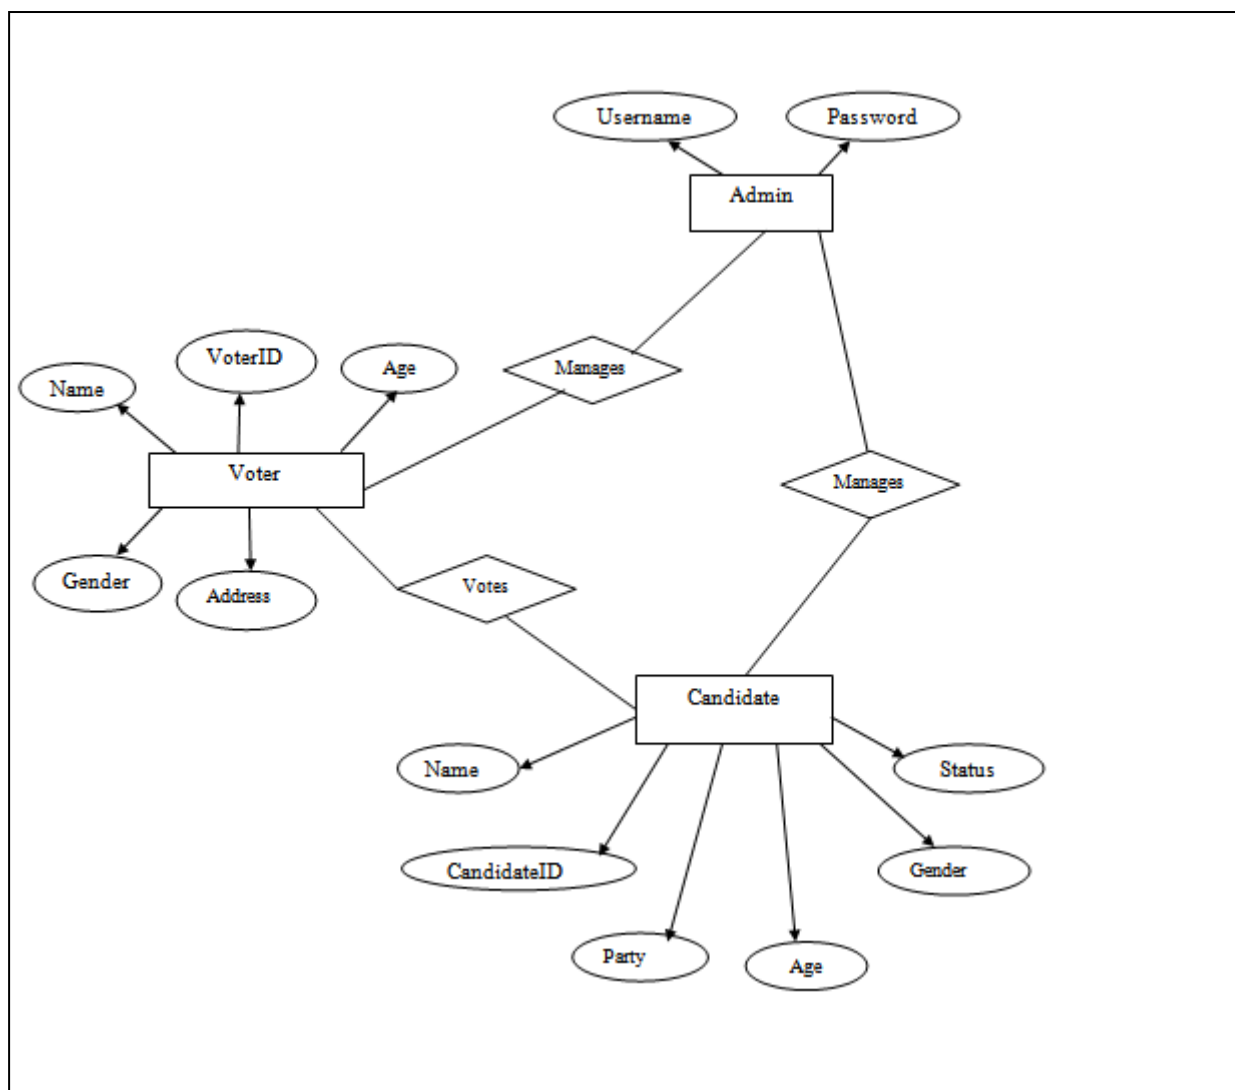 Username
Password
Admin
Manages
VoterID
Age
Name
Voter
Manages
Gender
Address
Votes
Candidate
Name
Status
CandidateID
Gender
Party
Age